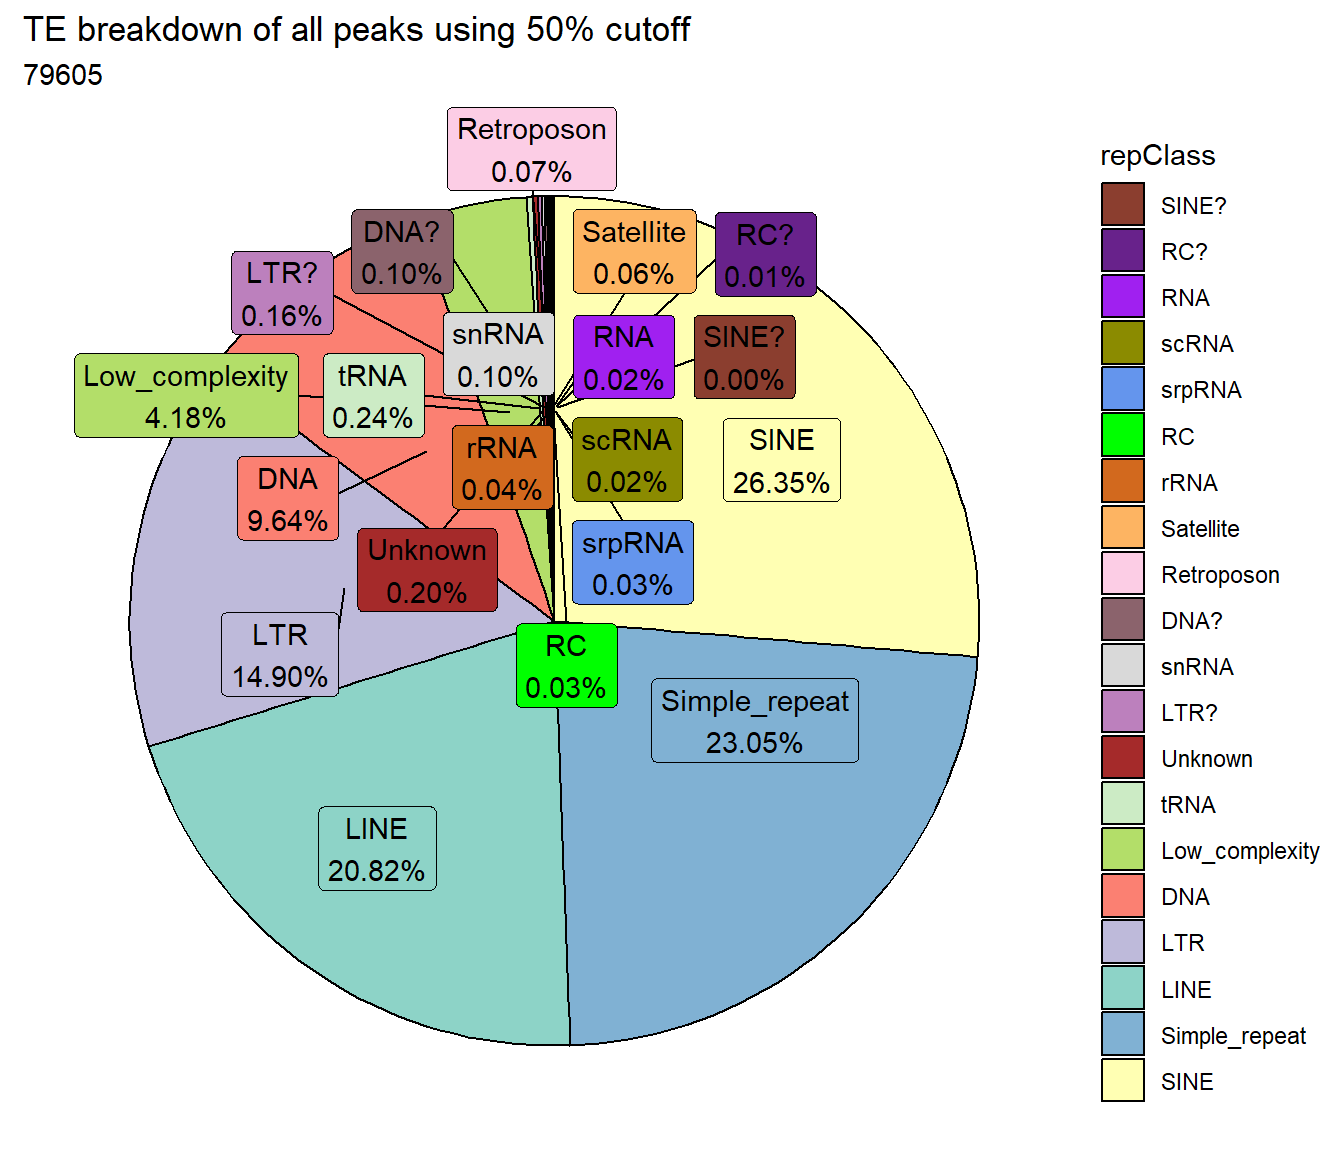 TE breakdown of all peaks using 50% cutoff
79605
Retroposon
0.07%
DNA?
0.10%
Satellite
0.06%
RC?
0.01%
LTR?
0.16%
snRNA
0.10%
RNA
0.02%
SINE?
0.00%
Low_complexity
4.18%
tRNA
0.24%
rRNA
0.04%
scRNA
0.02%
SINE
26.35%
DNA
9.64%
Unknown
0.20%
srpRNA
0.03%
LTR
14.90%
RC
0.03%
Simple_repeat
23.05%
LINE
20.82%
repClass
SINE?
RC?
RNA
scRNA
srpRNA
RC
rRNA
Satellite
Retroposon
DNA?
snRNA
LTR?
Unknown
tRNA
Low_complexity
DNA
LTR
LINE
Simple_repeat
SINE